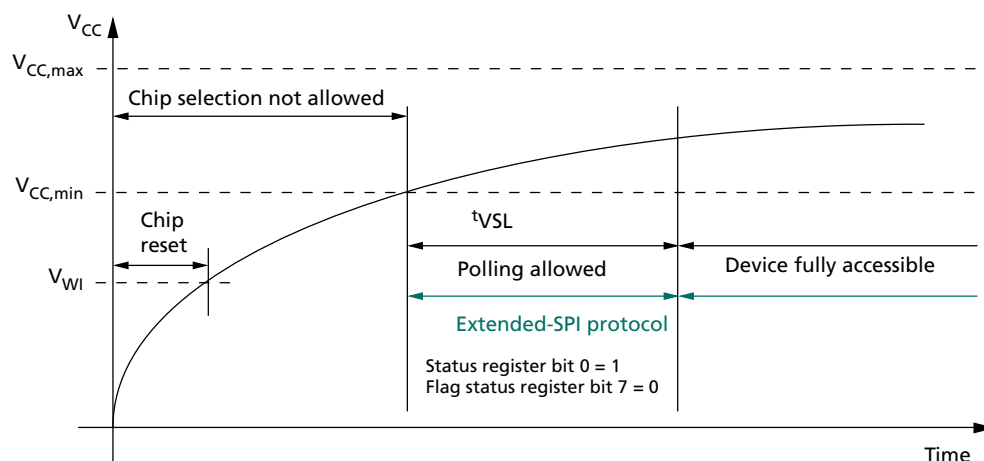 VCC
VCC,max
Chip selection not allowed
VCC,min
Chip
reset
tVSL
VWI
Polling allowed
Device fully accessible
Extended-SPI protocol
Status register bit 0 = 1
Flag status register bit 7 = 0
Time